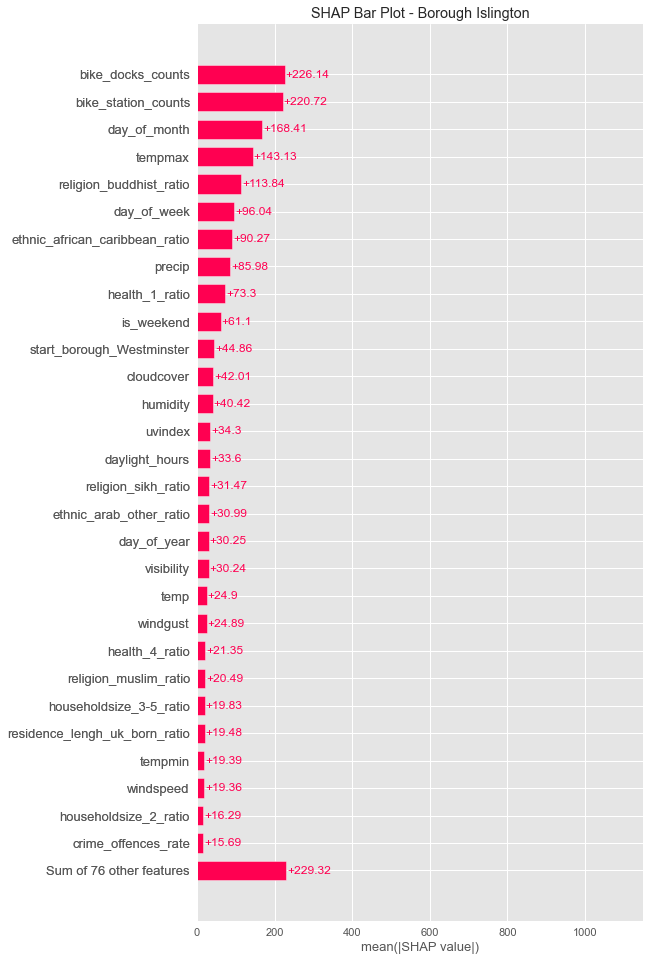 SHAP Bar Plot - Borough Islington
bike_docks_counts +226.14
bike_station_counts +220.72
day_of_month +168.41
tempmax +143.13
religion_buddhist_ratio +113.84
day_of_week +96.04
ethnic_african_caribbean_ratio +90.27
precip +85.98
health_1_ratio +73.3
is_weekend +61.1
start_borough_Westminster +44.86
cloudcover +42.01
humidity +40.42
uvindex +34.3
daylight_hours +33.6
religion_sikh_ratio +31.47
ethnic_arab_other_ratio +30.99
day_of_year +30.25
visibility +30.24
temp +24.9
windgust +24.89
health_4_ratio +21.35
religion_muslim_ratio +20.49
householdsize_3-5_ratio +19.83
residence_lengh_uk_born_ratio +19.48
tempmin +19.39
windspeed +19.36
householdsize_2_ratio +16.29
crime_offences_rate +15.69
Sum of 76 other features +229.32
0 200 400 600 800 1000
mean(|SHAP value|)